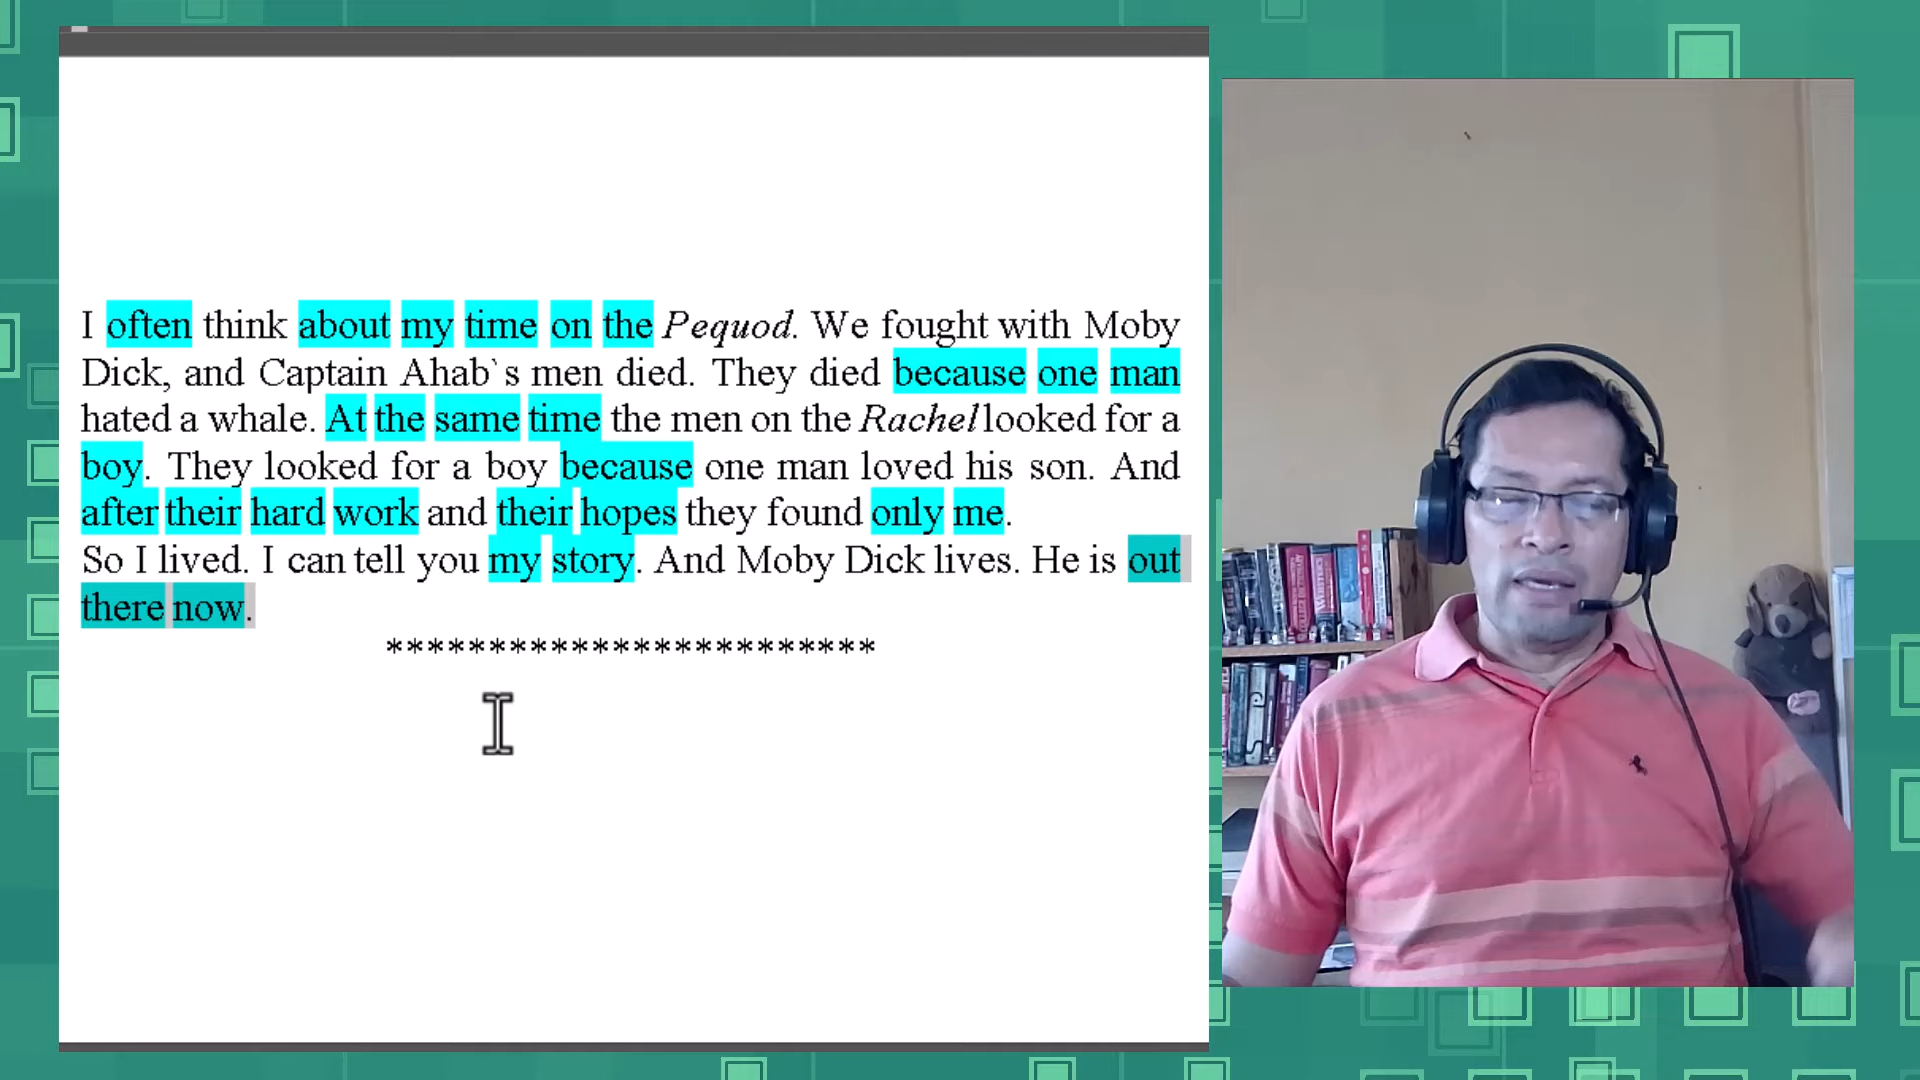 I often think about my time on the Pequod. We fought with Moby
Dick, and Captain Ahab`s men died. They died because one man
hated a whale. At the same time the men on the Rachel looked for a
boy. They looked for a boy because one man loved his son. And
after their hard work and their hopes they found only me.
So I lived. I can tell you my story. And Moby Dick lives. He is out
there now.
************************